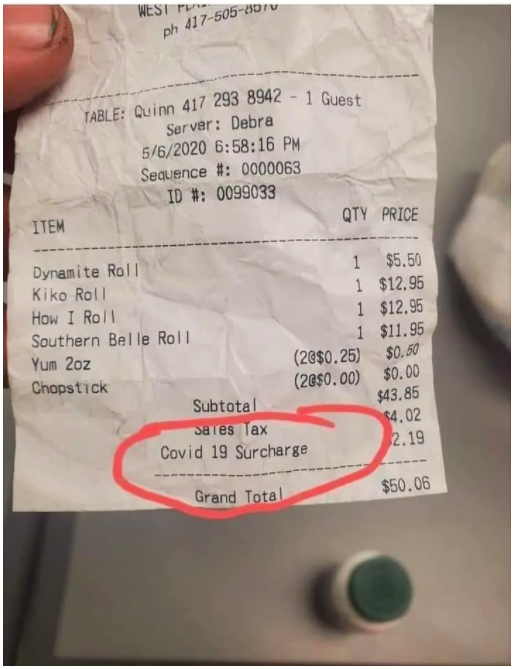 WEST
ph 417-505-8570
TABLE: Quinn 417 293 8942 - 1 Guest
Server: Debra
5/6/2020 6:58:16 PM
Sequence #: 0000063
ID #: 0099033
ITEM QTY PRICE
Dynamite Roll 1 $5.50
Kiko Roll 1 $12.95
How I Roll 1 $12.95
Southern Belle Roll 1 $11.95
Yum 2oz (2@$0.25) $0.50
Chopstick (2@$0.00) $0.00
Subtotal $43.85
Sales Tax $4.02
Covid 19 Surcharge 2.19
Grand Total $50.06